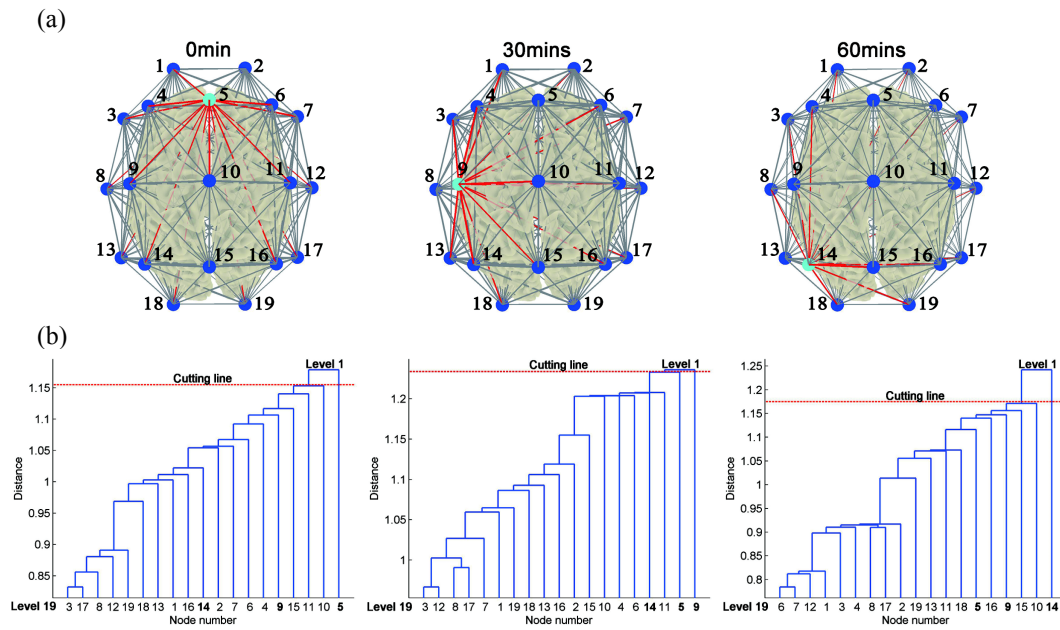 (a)
0min
30mins
60mins
1 2
3 4 5 6 7
8 9 10 11 12
13 14 15 16 17
18 19
1 2
3 4 5 6 7
8 9 10 11 12
13 14 15 16 17
18 19
1 2
3 4 5 6 7
8 9 10 11 12
13 14 15 16 17
18 19
(b)
Level 1
Cutting line
1.15
1.1
1.05
1
0.95
0.9
0.85
Distance
Level 19 3 17 8 12 19 18 13 1 16 14 2 7 6 4 9 15 11 10 5
Node number
Level 1
Cutting line
1.2
1.15
1.1
1.05
1
Distance
Level 19 3 12 8 17 7 1 19 18 13 16 2 15 10 4 6 14 11 5 9
Node number
Level 1
Cutting line
1.25
1.2
1.15
1.1
1.05
1
0.95
0.9
0.85
0.8
Distance
Level 19 6 7 12 1 3 4 8 17 2 19 13 11 18 5 16 9 15 10 14
Node number